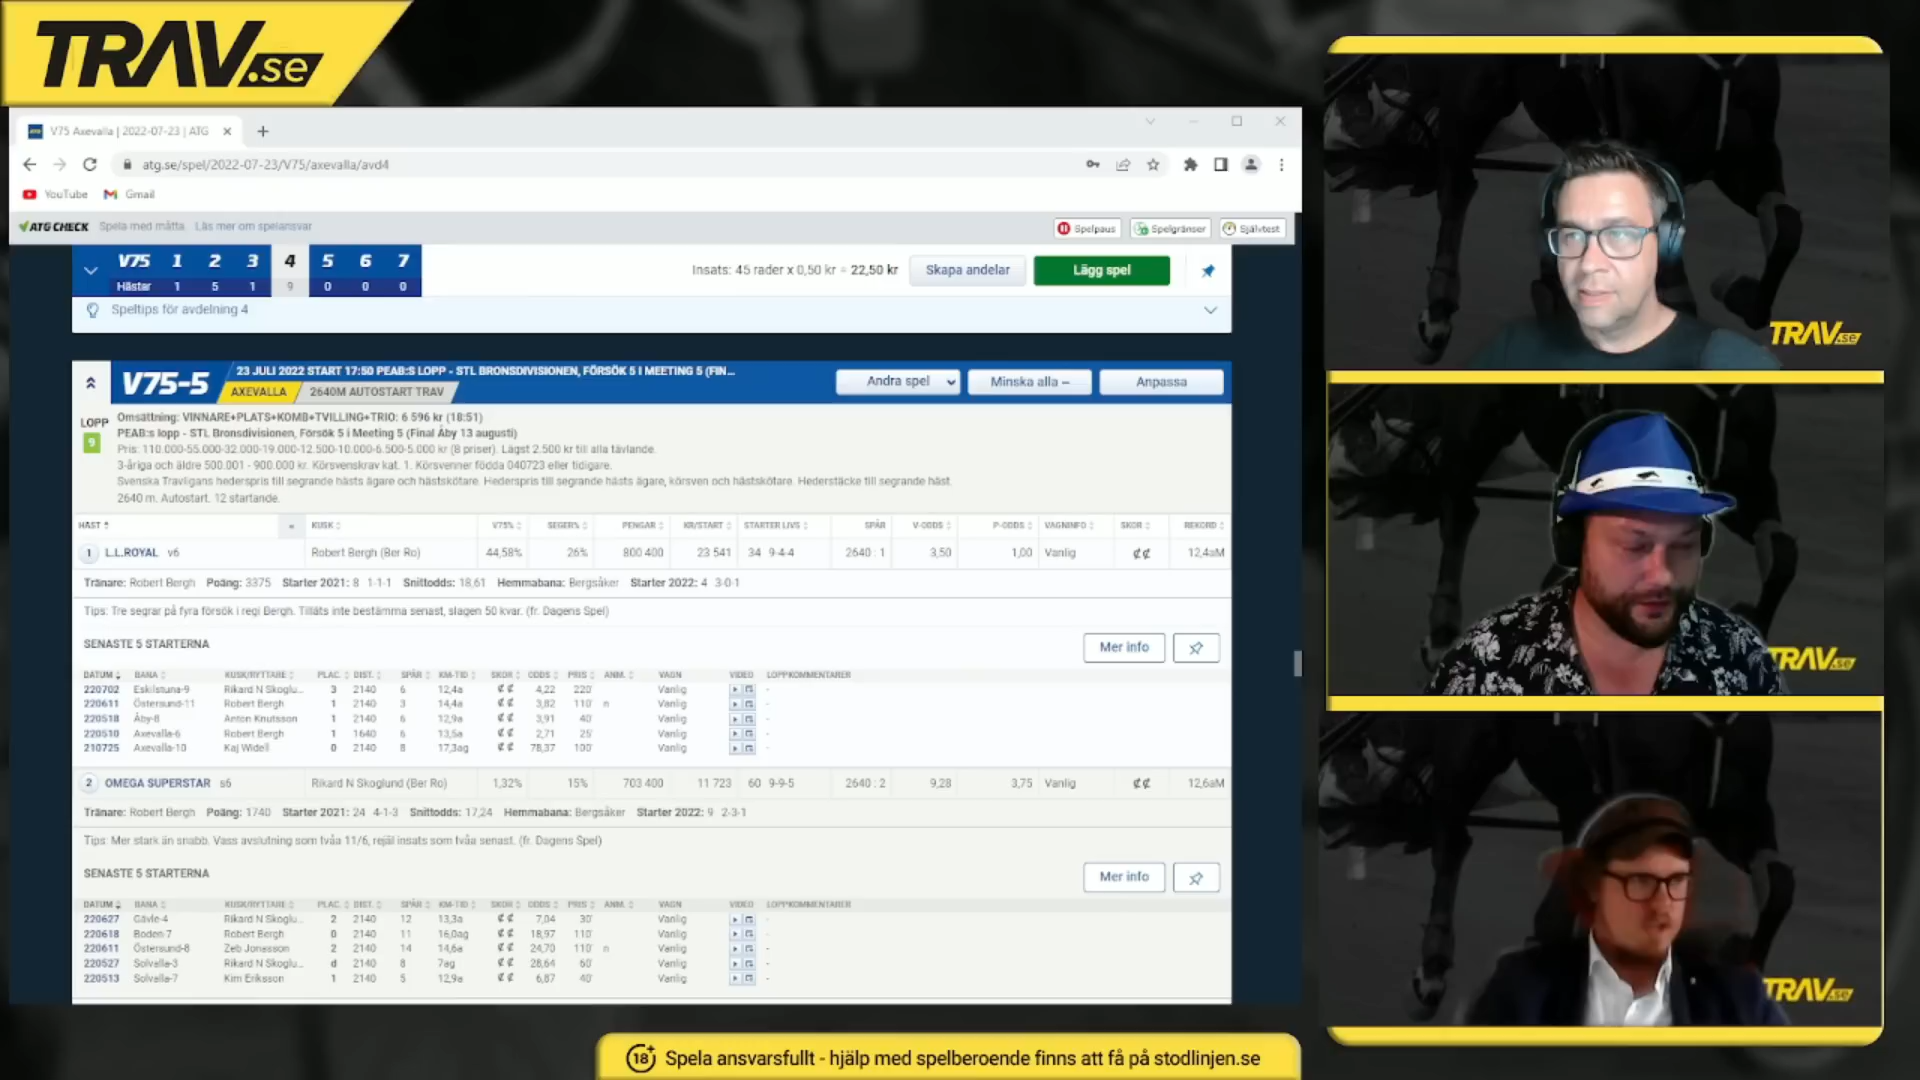 TRAV.se
V75 Axevalla | 2022-07-23 | ATG
atg.se/spel/2022-07-23/V75/axevalla/avd4
YouTube Gmail
ATG CHECK Spela med måtta Läs mer om spelansvar Spelpaus Spelgränser Självtest
V75 1 2 3 4 5 6 7
Hästar 1 5 1 9 0 0 0
Insats: 45 rader x 0,50 kr = 22,50 kr Skapa andelar Lägg spel
Speltips för avdelning 4
V75-5 23 JULI 2022 START 17:50 PEAB:S LOPP - STL BRONSDIVISIONEN, FÖRSÖK 5 I MEETING 5 (FIN...
AXEVALLA 2640M AUTOSTART TRAV Andra spel Minska alla – Anpassa
LOPP 9
Omsättning: VINNARE+PLATS+KOMB+TVILLING+TRIO: 6 596 kr (18:51)
PEAB:s lopp - STL Bronsdivisionen, Försök 5 i Meeting 5 (Final Åby 13 augusti)
Pris: 110.000-55.000-32.000-19.000-12.500-10.000-6.500-5.000 kr (8 priser). Lägst 2.500 kr till alla tävlande.
3-åriga och äldre 500.001 - 900.000 kr. Körsvenskrav kat. 1. Körsvenner födda 040723 eller tidigare.
Svenska Travligans hederspris till segrande hästs ägare och hästskötare. Hederspris till segrande hästs ägare, körsven och hästskötare. Hederstäcke till segrande häst.
2640 m. Autostart. 12 startande.
HÄST « KUSK V75% SEGER% PENGAR KR/START STARTER LIVS SPÅR V-ODDS P-ODDS VAGNINFO SKOR REKORD
1 L.L.ROYAL v6 Robert Bergh (Ber Ro) 44,58% 26% 800 400 23 541 34 9-4-4 2640 : 1 3,50 1,00 Vanlig ȼȼ 12,4aM
Tränare: Robert Bergh Poäng: 3375 Starter 2021: 8 1-1-1 Snittodds: 18,61 Hemmabana: Bergsåker Starter 2022: 4 3-0-1
Tips: Tre segrar på fyra försök i regi Bergh. Tilläts inte bestämma senast, slagen 50 kvar. (fr. Dagens Spel)
SENASTE 5 STARTERNA Mer info
DATUM BANA KUSK/RYTTARE PLAC. DIST. SPÅR KM-TID SKOR ODDS PRIS ANM. VAGN VIDEO LOPPKOMMENTARER
220702 Eskilstuna-9 Rikard N Skoglu... 3 2140 6 12,4a ȼȼ 4,22 220' Vanlig -
220611 Östersund-11 Robert Bergh 1 2140 3 14,4a ȼȼ 3,82 110' n Vanlig -
220518 Åby-8 Anton Knutsson 1 2140 6 12,9a ȼȼ 3,91 40' Vanlig -
220510 Axevalla-6 Robert Bergh 1 1640 6 13,5a ȼȼ 2,71 25' Vanlig -
210725 Axevalla-10 Kaj Widell 0 2140 8 17,3ag ȼȼ 78,37 100' Vanlig -
2 OMEGA SUPERSTAR s6 Rikard N Skoglund (Ber Ro) 1,32% 15% 703 400 11 723 60 9-9-5 2640 : 2 9,28 3,75 Vanlig ȼȼ 12,6aM
Tränare: Robert Bergh Poäng: 1740 Starter 2021: 24 4-1-3 Snittodds: 17,24 Hemmabana: Bergsåker Starter 2022: 9 2-3-1
Tips: Mer stark än snabb. Vass avslutning som tvåa 11/6, rejäl insats som tvåa senast. (fr. Dagens Spel)
SENASTE 5 STARTERNA Mer info
DATUM BANA KUSK/RYTTARE PLAC. DIST. SPÅR KM-TID SKOR ODDS PRIS ANM. VAGN VIDEO LOPPKOMMENTARER
220627 Gävle-4 Rikard N Skoglu... 2 2140 12 13,3a ȼȼ 7,04 30' Vanlig -
220618 Boden-7 Robert Bergh 0 2140 11 16,0ag ȼȼ 18,97 110' Vanlig -
220611 Östersund-8 Zeb Jonasson 2 2140 14 14,6a ȼȼ 24,70 110' n Vanlig -
220527 Solvalla-3 Rikard N Skoglu... d 2140 8 7ag ȼȼ 28,64 60' Vanlig -
220513 Solvalla-7 Kim Eriksson 1 2140 5 12,9a ȼȼ 6,87 40' Vanlig -
TRAV.se
TRAV.se
TRAV.se
18+ Spela ansvarsfullt - hjälp med spelberoende finns att få på stodlinjen.se